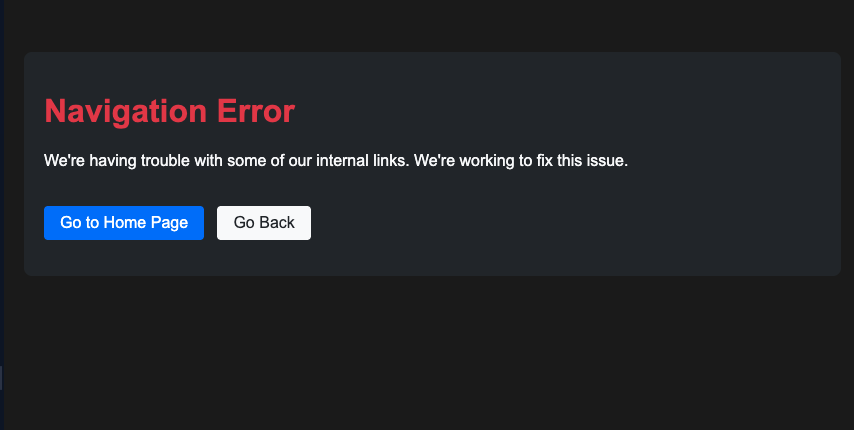 Navigation Error
We're having trouble with some of our internal links. We're working to fix this issue.
Go to Home Page
Go Back